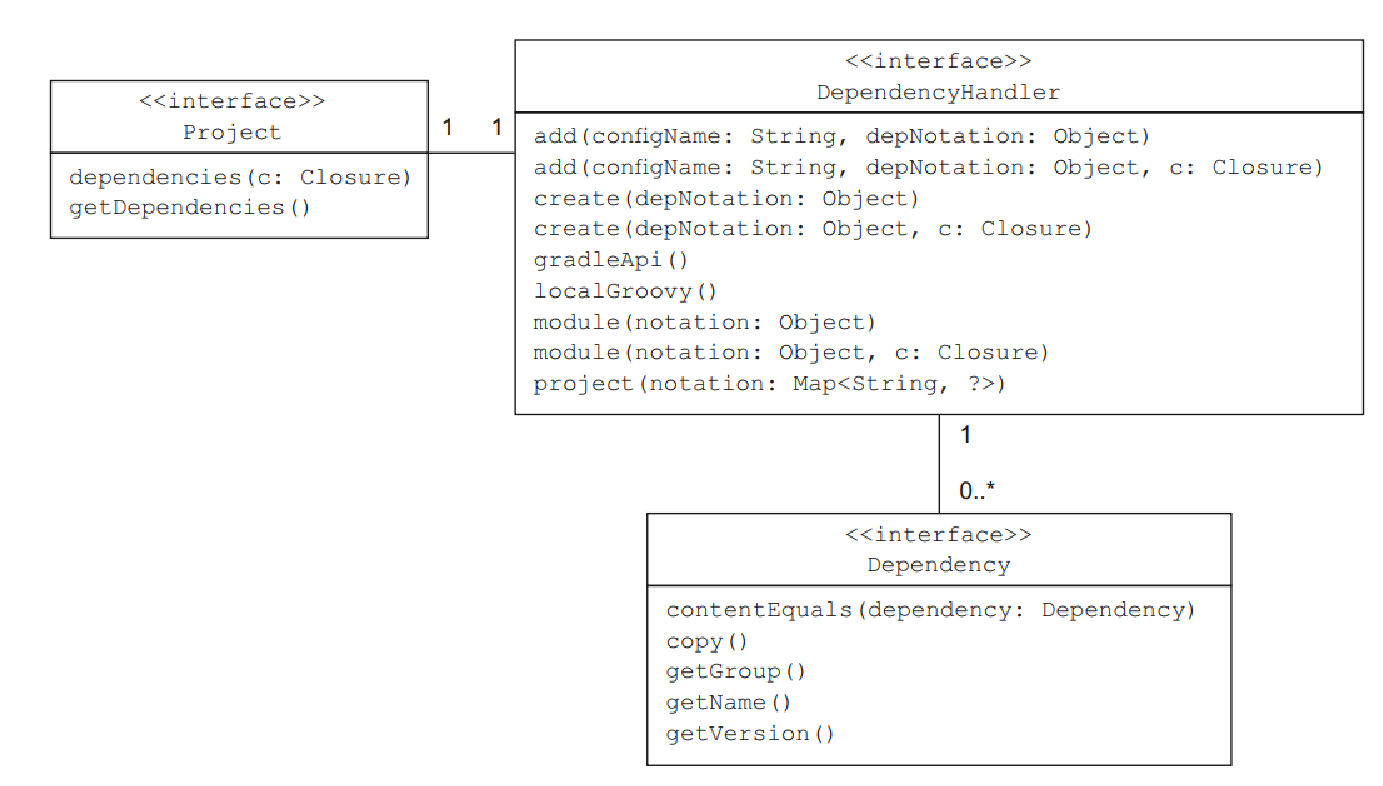 <<interface>>
Project
dependencies(c: Closure)
getDependencies()
1
1
<<interface>>
DependencyHandler
add(configName: String, depNotation: Object)
add(configName: String, depNotation: Object, c: Closure)
create(depNotation: Object)
create(depNotation: Object, c: Closure)
gradleApi()
localGroovy()
module(notation: Object)
module(notation: Object, c: Closure)
project(notation: Map<String, ?>)
1
0..*
<<interface>>
Dependency
contentEquals(dependency: Dependency)
copy()
getGroup()
getName()
getVersion()